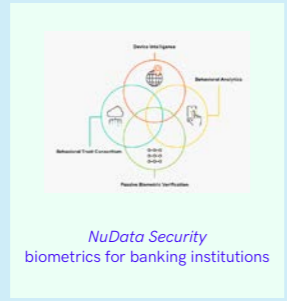 Device Intelligence
Behavioral Analytics
Behavioral Trust Consortium
Passive Biometric Verification
NuData Security
biometrics for banking institutions